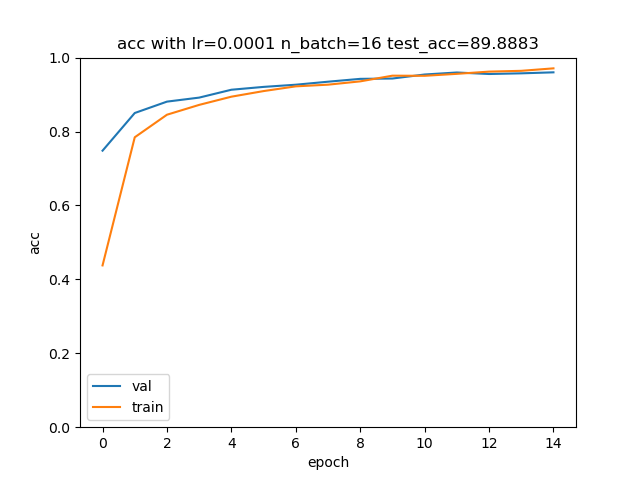 acc with lr=0.0001 n_batch=16 test_acc=89.8883
1.0
0.8
0.6
0.4
0.2
0.0
acc
val
train
0 2 4 6 8 10 12 14
epoch